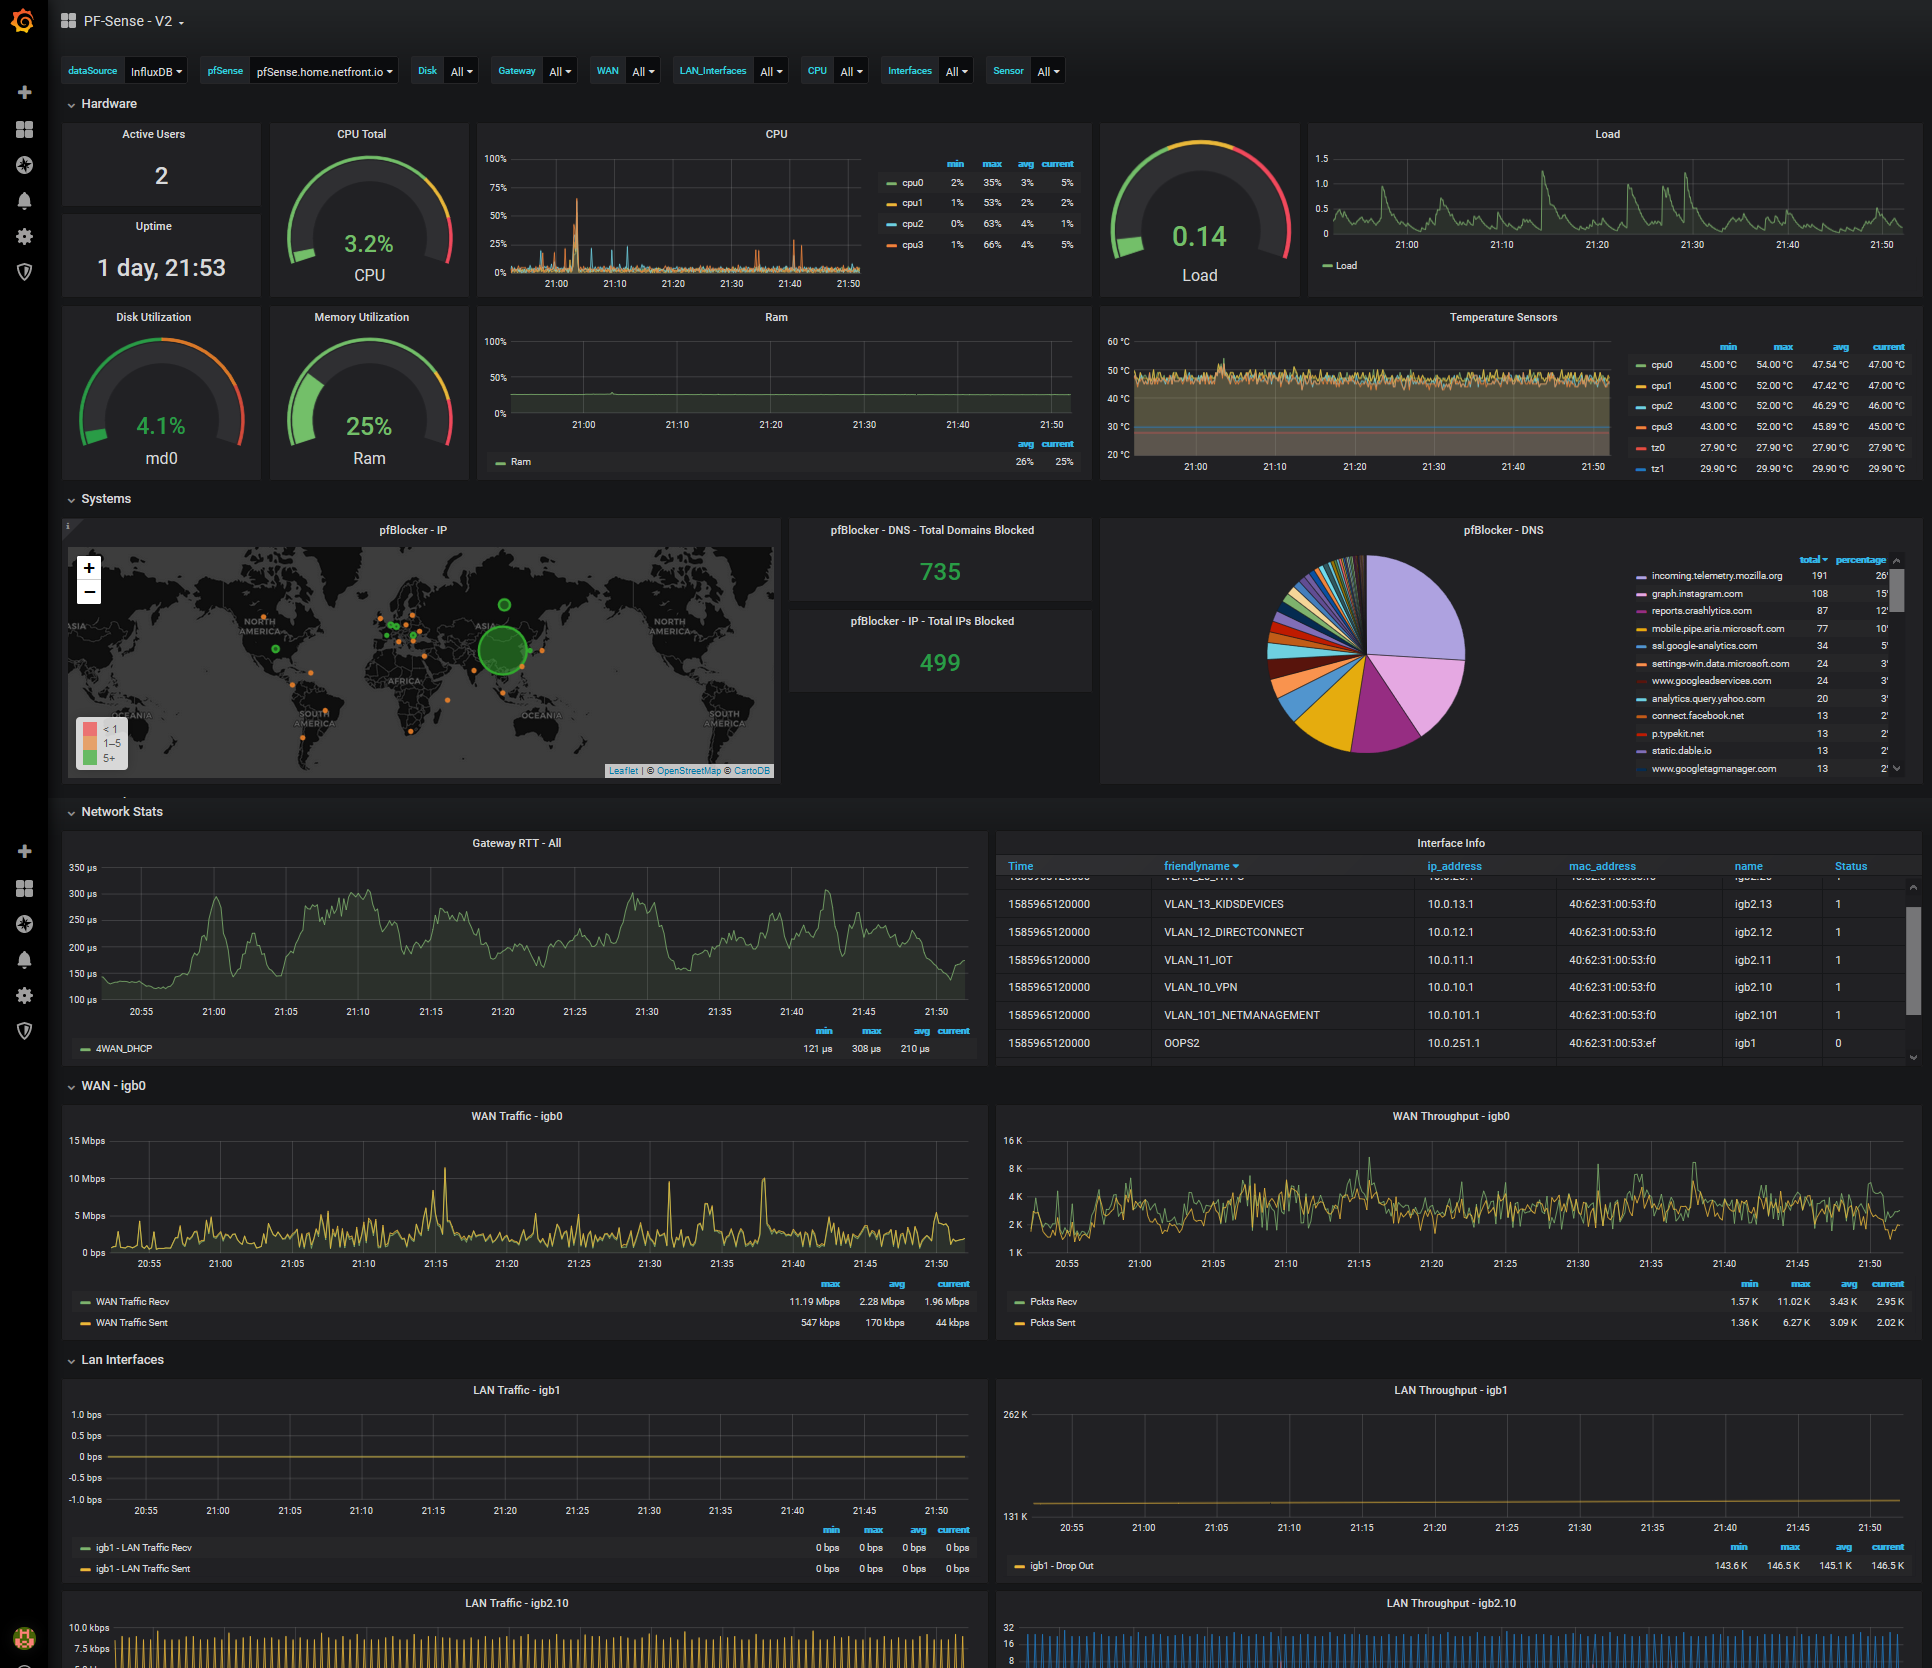 PF-Sense - V2
dataSource InfluxDB pfSense pfSense.home.netfront.io Disk All Gateway All WAN All LAN_Interfaces All CPU All Interfaces All Sensor All
Hardware
Active Users
2
Uptime
1 day, 21:53
CPU Total
3.2%
CPU
CPU
100%
75%
50%
25%
0%
21:00 21:10 21:20 21:30 21:40 21:50
min max avg current
cpu0 2% 35% 3% 5%
cpu1 1% 53% 2% 2%
cpu2 0% 63% 4% 1%
cpu3 1% 66% 4% 5%
0.14
Load
Load
1.5
1.0
0.5
0
21:00 21:10 21:20 21:30 21:40 21:50
Load
Disk Utilization
4.1%
md0
Memory Utilization
25%
Ram
Ram
100%
50%
0%
21:00 21:10 21:20 21:30 21:40 21:50
avg current
Ram 26% 25%
Temperature Sensors
60 °C
50 °C
40 °C
30 °C
20 °C
21:00 21:10 21:20 21:30 21:40 21:50
min max avg current
cpu0 45.00 °C 54.00 °C 47.54 °C 47.00 °C
cpu1 45.00 °C 52.00 °C 47.42 °C 47.00 °C
cpu2 43.00 °C 52.00 °C 46.29 °C 46.00 °C
cpu3 43.00 °C 52.00 °C 45.89 °C 45.00 °C
tz0 27.90 °C 27.90 °C 27.90 °C 27.90 °C
tz1 29.90 °C 29.90 °C 29.90 °C 29.90 °C
Systems
pfBlocker - IP
+
−
NORTH AMERICA
ASIA
AFRICA
SOUTH AMERICA
OCEANIA
NORTH AMERICA
SOUTH AMERICA
< 1
1–5
5+
Leaflet | © OpenStreetMap © CartoDB
pfBlocker - DNS - Total Domains Blocked
735
pfBlocker - IP - Total IPs Blocked
499
pfBlocker - DNS
total percentage
incoming.telemetry.mozilla.org 191 26
graph.instagram.com 108 15
reports.crashlytics.com 87 12
mobile.pipe.aria.microsoft.com 77 10
ssl.google-analytics.com 34 5
settings-win.data.microsoft.com 24 3
www.googleadservices.com 24 3
analytics.query.yahoo.com 20 3
connect.facebook.net 13 2
p.typekit.net 13 2
static.dable.io 13 2
www.googletagmanager.com 13 2
Network Stats
Gateway RTT - All
350 µs
300 µs
250 µs
200 µs
150 µs
100 µs
20:55 21:00 21:05 21:10 21:15 21:20 21:25 21:30 21:35 21:40 21:45 21:50
min max avg current
4WAN_DHCP 121 µs 308 µs 210 µs
Interface Info
Time friendlyname ip_address mac_address name Status
1585965120000 VLAN_13_KIDSDEVICES 10.0.13.1 40:62:31:00:53:f0 igb2.13 1
1585965120000 VLAN_12_DIRECTCONNECT 10.0.12.1 40:62:31:00:53:f0 igb2.12 1
1585965120000 VLAN_11_IOT 10.0.11.1 40:62:31:00:53:f0 igb2.11 1
1585965120000 VLAN_10_VPN 10.0.10.1 40:62:31:00:53:f0 igb2.10 1
1585965120000 VLAN_101_NETMANAGEMENT 10.0.101.1 40:62:31:00:53:f0 igb2.101 1
1585965120000 OOPS2 10.0.251.1 40:62:31:00:53:ef igb1 0
WAN - igb0
WAN Traffic - igb0
15 Mbps
10 Mbps
5 Mbps
0 bps
20:55 21:00 21:05 21:10 21:15 21:20 21:25 21:30 21:35 21:40 21:45 21:50
max avg current
WAN Traffic Recv 11.19 Mbps 2.28 Mbps 1.96 Mbps
WAN Traffic Sent 547 kbps 170 kbps 44 kbps
WAN Throughput - igb0
16 K
8 K
4 K
2 K
1 K
20:55 21:00 21:05 21:10 21:15 21:20 21:25 21:30 21:35 21:40 21:45 21:50
min max avg current
Pckts Recv 1.57 K 11.02 K 3.43 K 2.95 K
Pckts Sent 1.36 K 6.27 K 3.09 K 2.02 K
Lan Interfaces
LAN Traffic - igb1
1.0 bps
0.5 bps
0 bps
-0.5 bps
-1.0 bps
20:55 21:00 21:05 21:10 21:15 21:20 21:25 21:30 21:35 21:40 21:45 21:50
min max avg current
igb1 - LAN Traffic Recv 0 bps 0 bps 0 bps 0 bps
igb1 - LAN Traffic Sent 0 bps 0 bps 0 bps 0 bps
LAN Throughput - igb1
262 K
131 K
20:55 21:00 21:05 21:10 21:15 21:20 21:25 21:30 21:35 21:40 21:45 21:50
min max avg current
igb1 - Drop Out 143.6 K 146.5 K 145.1 K 146.5 K
LAN Traffic - igb2.10
10.0 kbps
7.5 kbps
LAN Throughput - igb2.10
32
16
8